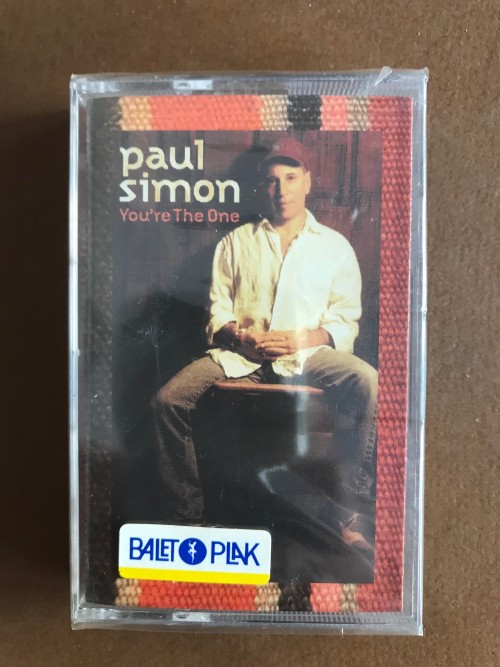 paul
simon
You're The One
BALET PLAK